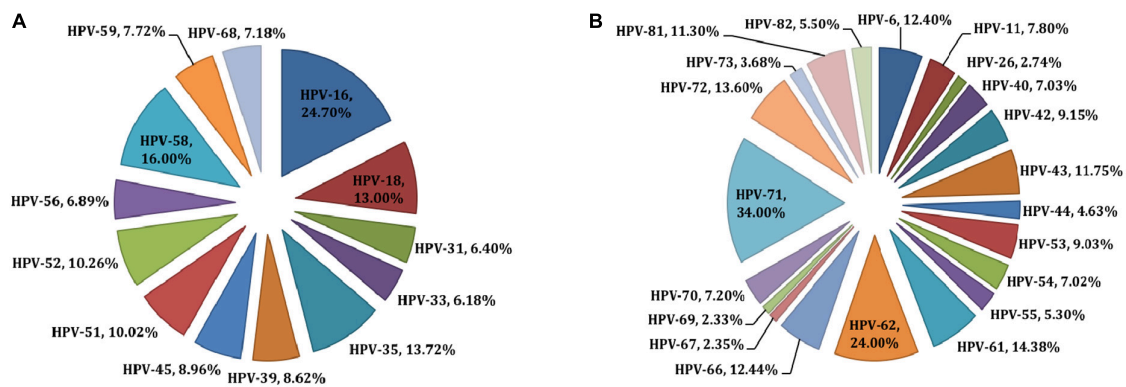 A
HPV-59, 7.72%
HPV-68, 7.18%
HPV-16,
24.70%
HPV-58,
16.00%
HPV-18,
13.00%
HPV-56, 6.89%
HPV-31, 6.40%
HPV-52, 10.26%
HPV-33, 6.18%
HPV-51, 10.02%
HPV-35, 13.72%
HPV-45, 8.96%
HPV-39, 8.62%
B
HPV-82, 5.50%
HPV-6, 12.40%
HPV-81, 11.30%
HPV-11, 7.80%
HPV-73, 3.68%
HPV-26, 2.74%
HPV-72, 13.60%
HPV-40, 7.03%
HPV-42, 9.15%
HPV-43, 11.75%
HPV-71,
34.00%
HPV-44, 4.63%
HPV-53, 9.03%
HPV-54, 7.02%
HPV-70, 7.20%
HPV-55, 5.30%
HPV-69, 2.33%
HPV-62,
24.00%
HPV-67, 2.35%
HPV-61, 14.38%
HPV-66, 12.44%